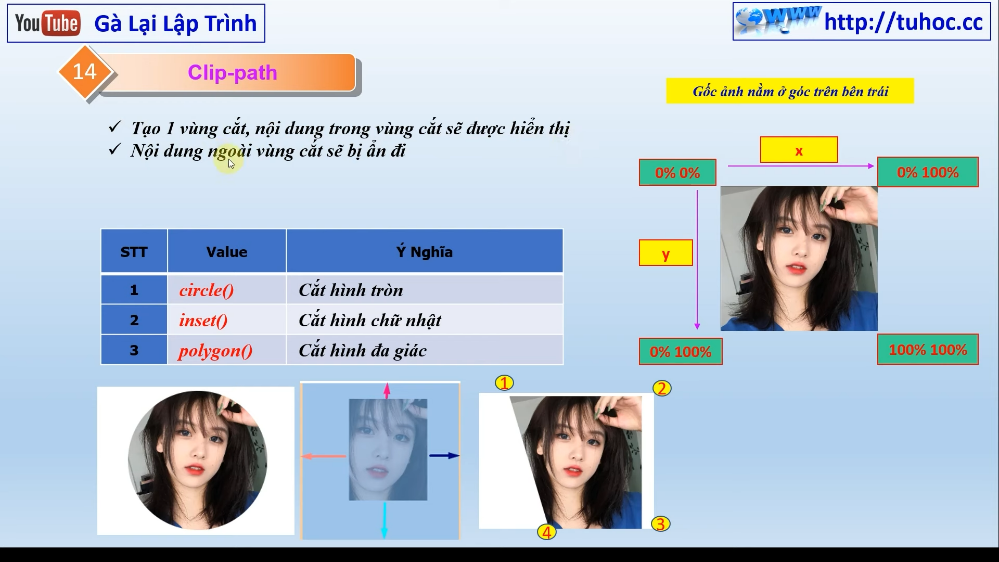 YouTube Gà Lại Lập Trình
www http://tuhoc.cc
14 Clip-path
Gốc ảnh nằm ở góc trên bên trái
Tạo 1 vùng cắt, nội dung trong vùng cắt sẽ được hiển thị
Nội dung ngoài vùng cắt sẽ bị ẩn đi
x
0% 0%
0% 100%
y
0% 100%
100% 100%
STT Value Ý Nghĩa
1 circle() Cắt hình tròn
2 inset() Cắt hình chữ nhật
3 polygon() Cắt hình đa giác
1
2
3
4